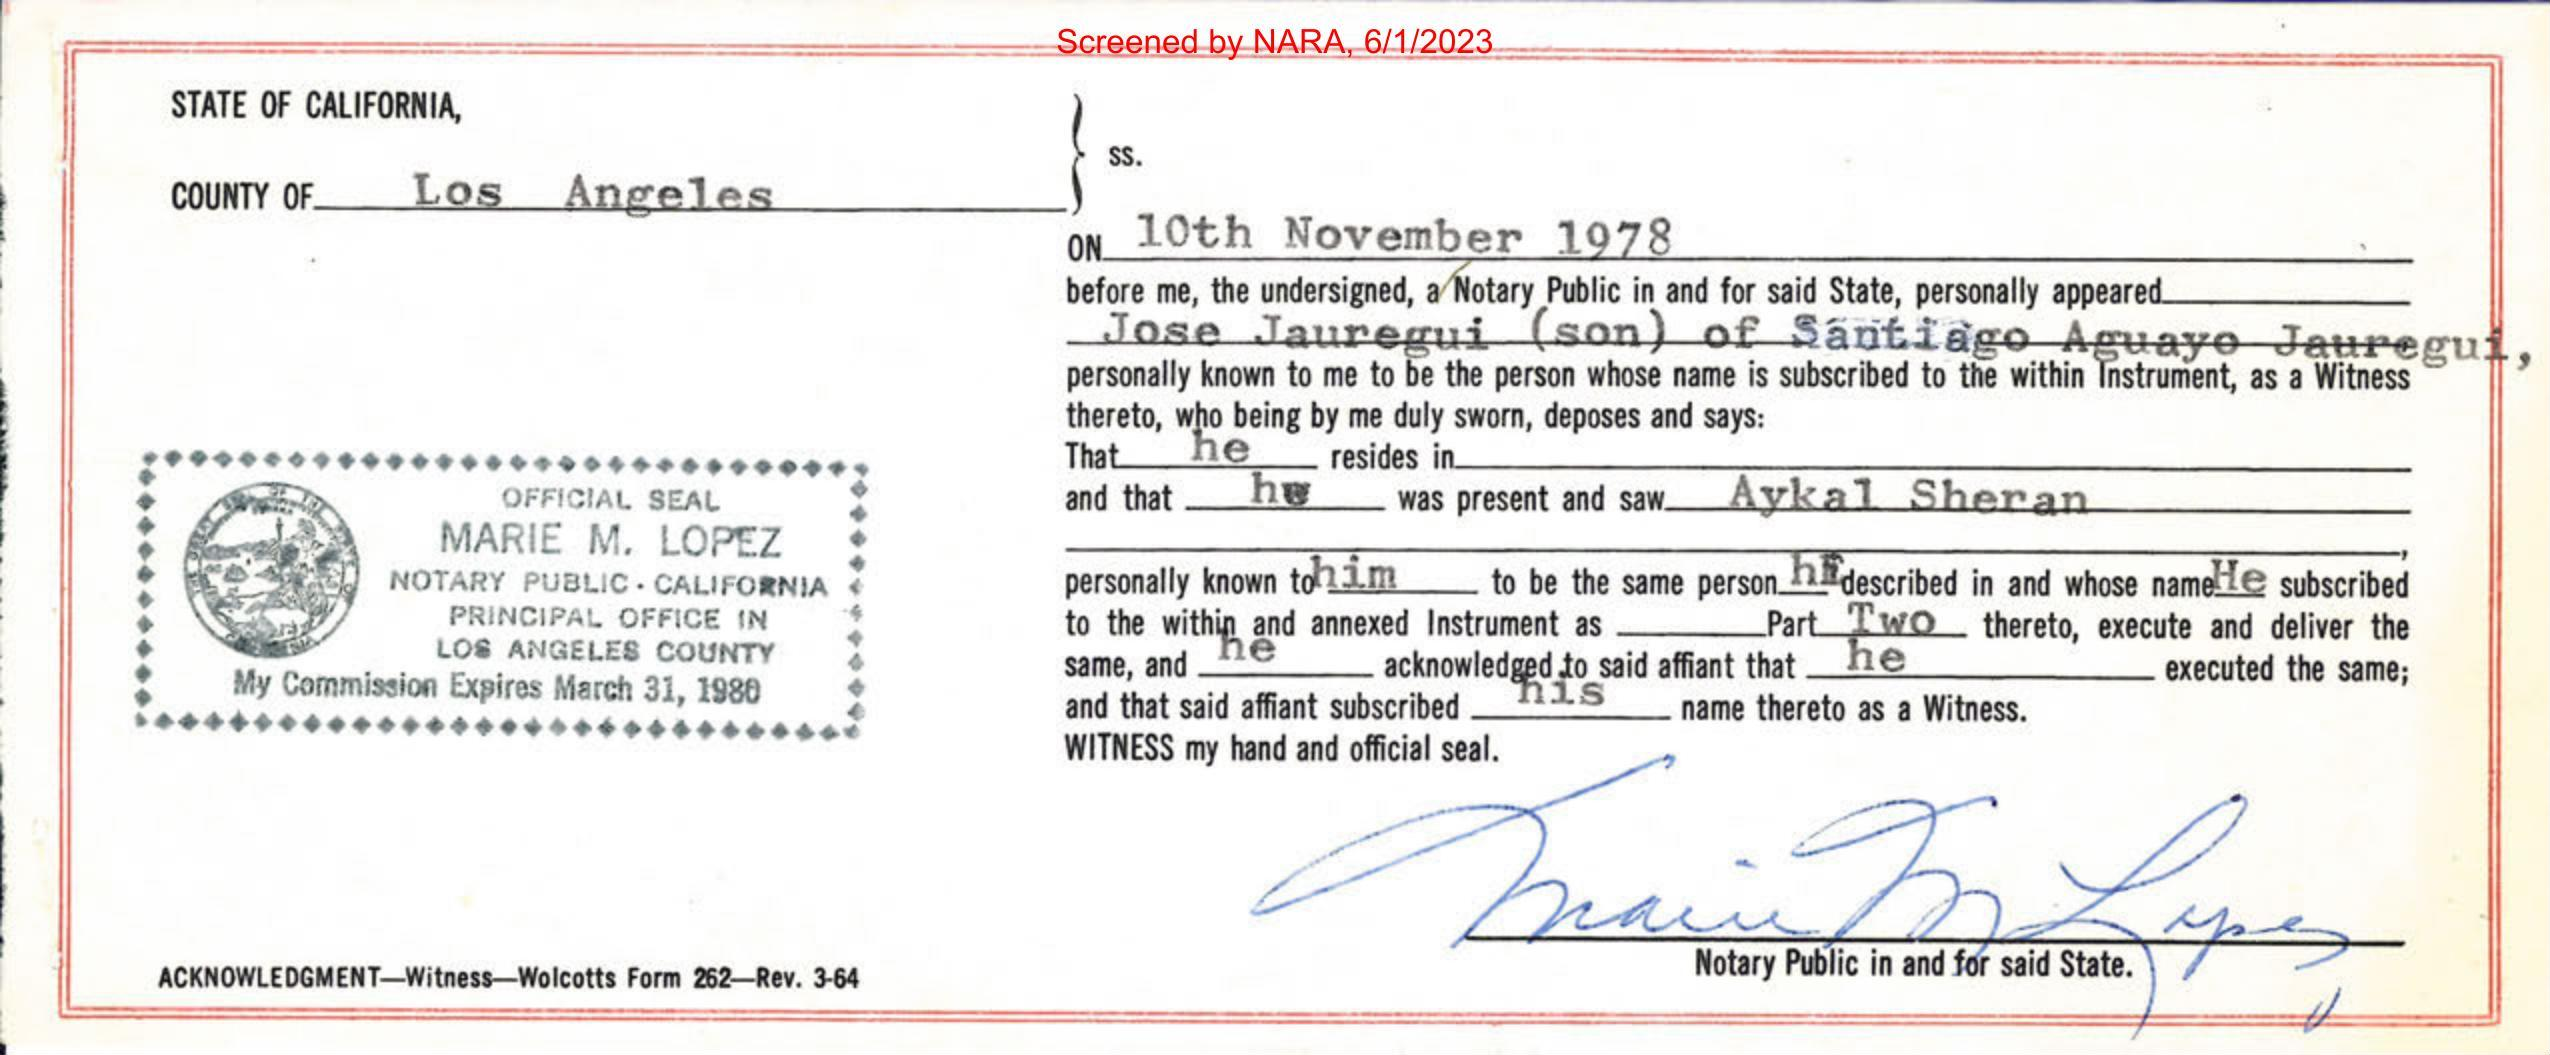 Screened by NARA, 6/1/2023
STATE OF CALIFORNIA,
COUNTY OF Los Angeles
ss.
ON 10th November 1978
before me, the undersigned, a Notary Public in and for said State, personally appeared
Jose Jauregui (son) of Santiago Aguayo Jauregui,
personally known to me to be the person whose name is subscribed to the within Instrument, as a Witness
thereto, who being by me duly sworn, deposes and says:
That he resides in
and that he was present and saw Aykal Sheran
,
personally known to him to be the same person described in and whose name He subscribed
to the within and annexed Instrument as Part Two thereto, execute and deliver the
same, and he acknowledged to said affiant that he executed the same;
and that said affiant subscribed his name thereto as a Witness.
WITNESS my hand and official seal.
OFFICIAL SEAL
MARIE M. LOPEZ
NOTARY PUBLIC - CALIFORNIA
PRINCIPAL OFFICE IN
LOS ANGELES COUNTY
My Commission Expires March 31, 1980
Marie M Lopez
Notary Public in and for said State.
ACKNOWLEDGMENT—Witness—Wolcotts Form 262—Rev. 3-64